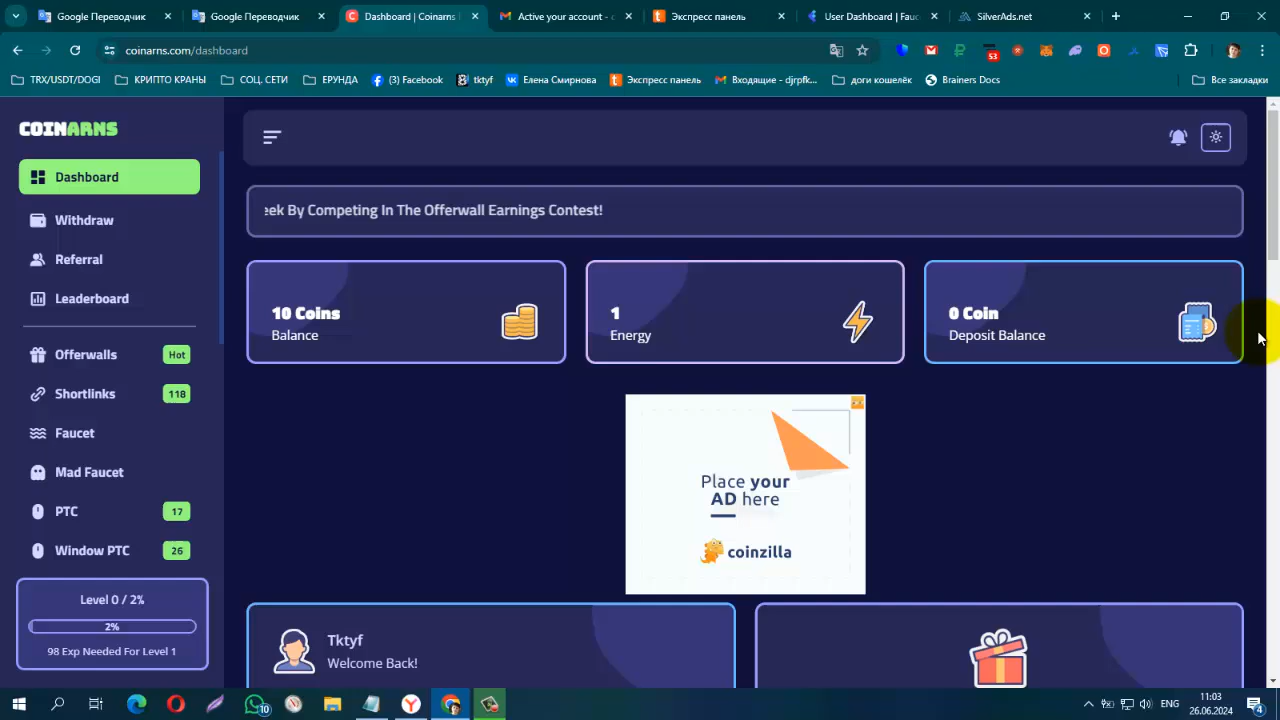 Google Переводчик
Google Переводчик
Dashboard | Coinarns
Active your account - c
Экспресс панель
User Dashboard | Fauc
SilverAds.net
coinarns.com/dashboard
53
TRX/USDT/DOGI
КРИПТО КРАНЫ
СОЦ. СЕТИ
ЕРУНДА
(3) Facebook
tktyf
Елена Смирнова
Экспресс панель
Входящие - djrpfk...
доги кошелёк
Brainers Docs
Все закладки
COINARNS
Dashboard
Withdraw
Referral
Leaderboard
Offerwalls Hot
Shortlinks 118
Faucet
Mad Faucet
PTC 17
Window PTC 26
Level 0 / 2%
2%
98 Exp Needed For Level 1
eek By Competing In The Offerwall Earnings Contest!
10 Coins
Balance
1
Energy
0 Coin
Deposit Balance
Place your
AD here
coinzilla
Tktyf
Welcome Back!
10
ENG
11:03
26.06.2024
4